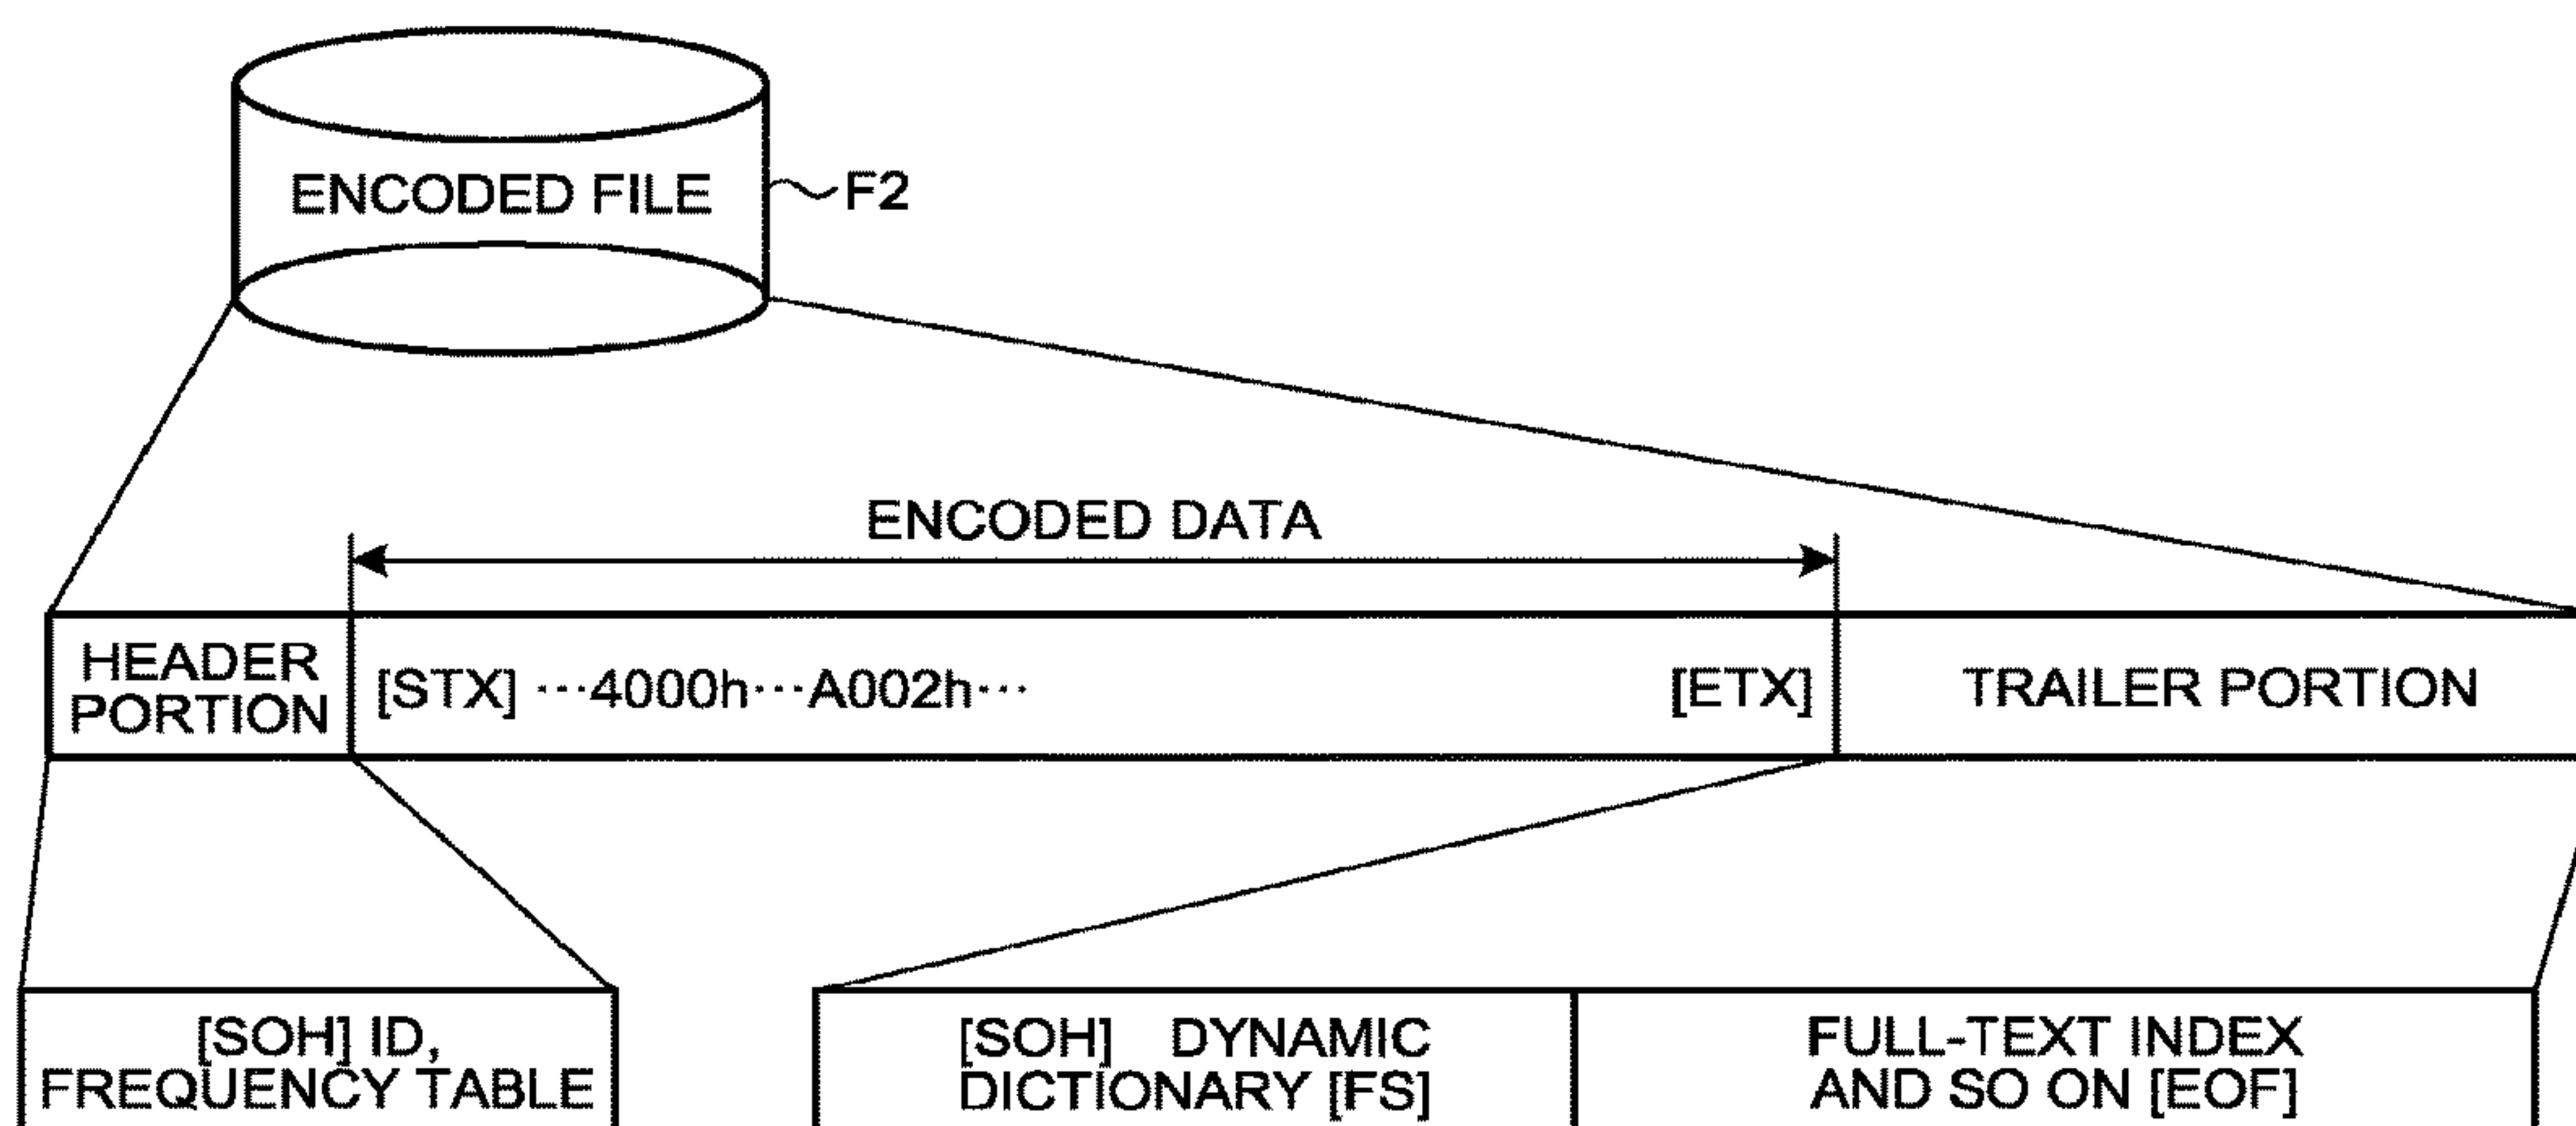 ENCODED FILE
F2
ENCODED DATA
HEADER
PORTION
[STX] ···4000h···A002h···
[ETX]
TRAILER PORTION
[SOH] ID,
FREQUENCY TABLE
[SOH] DYNAMIC
DICTIONARY [FS]
FULL-TEXT INDEX
AND SO ON [EOF]